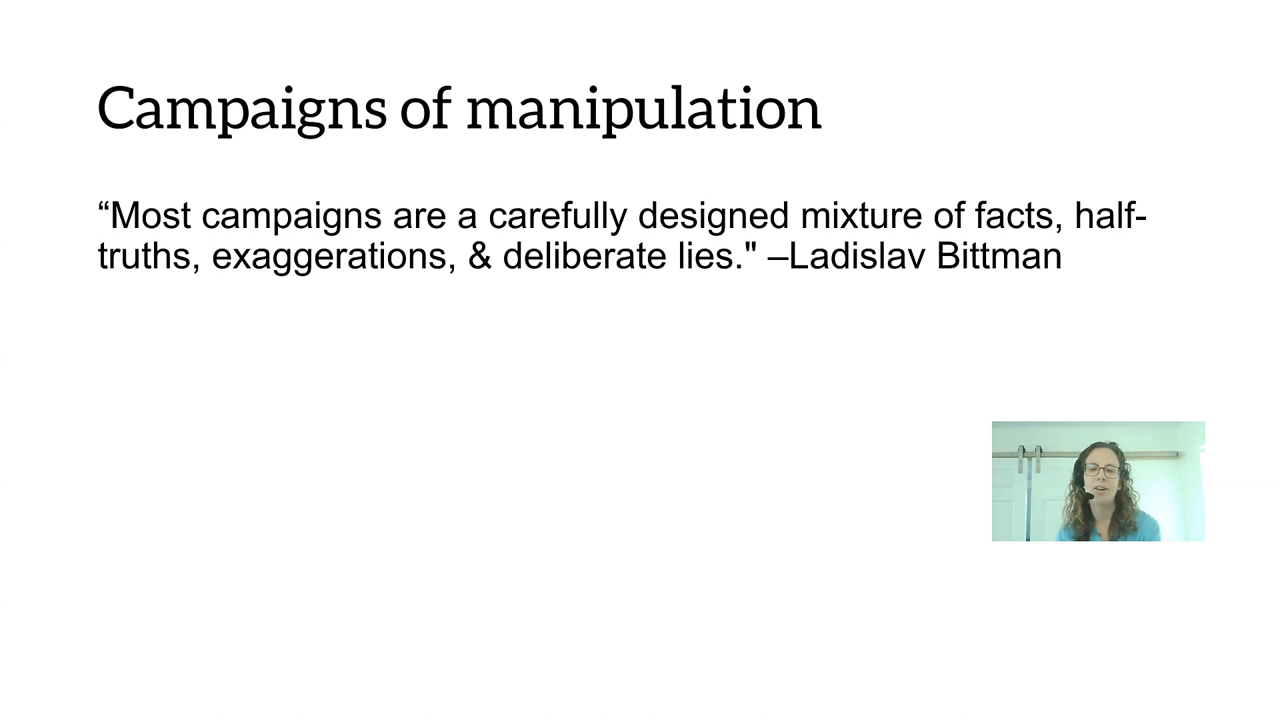 Campaigns of manipulation
“Most campaigns are a carefully designed mixture of facts, half-
truths, exaggerations, & deliberate lies." –Ladislav Bittman